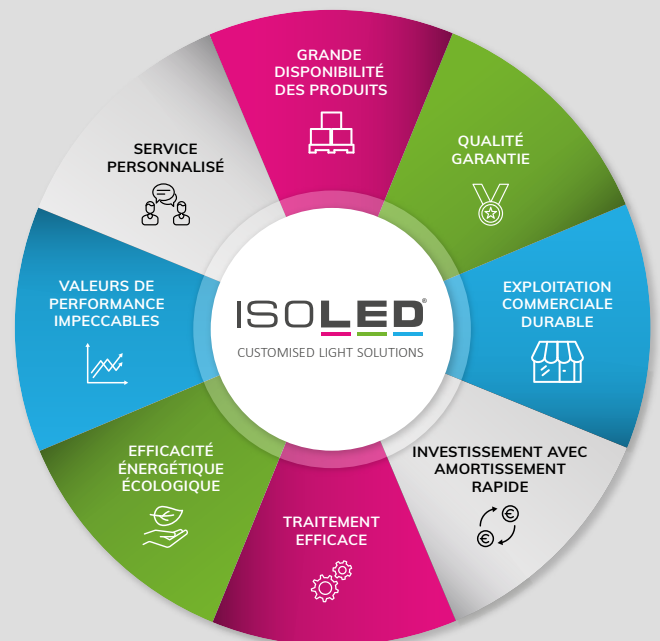 GRANDE
DISPONIBILITÉ
DES PRODUITS
QUALITÉ
GARANTIE
EXPLOITATION
COMMERCIALE
DURABLE
INVESTISSEMENT AVEC
AMORTISSEMENT
RAPIDE
TRAITEMENT
EFFICACE
EFFICACITÉ
ÉNERGÉTIQUE
ÉCOLOGIQUE
VALEURS DE
PERFORMANCE
IMPECCABLES
SERVICE
PERSONNALISÉ
ISOLED®
CUSTOMISED LIGHT SOLUTIONS